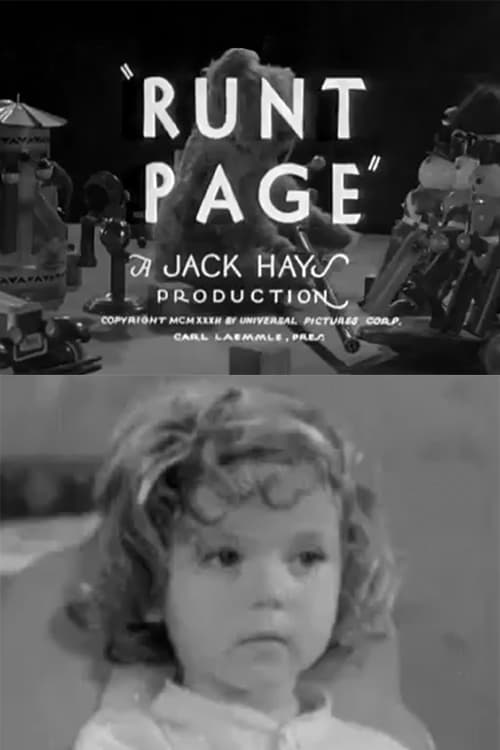 "RUNT
PAGE"
A JACK HAYS
PRODUCTION
COPYRIGHT MCMXXXII BY UNIVERSAL PICTURES CORP.
CARL LAEMMLE, PRES.